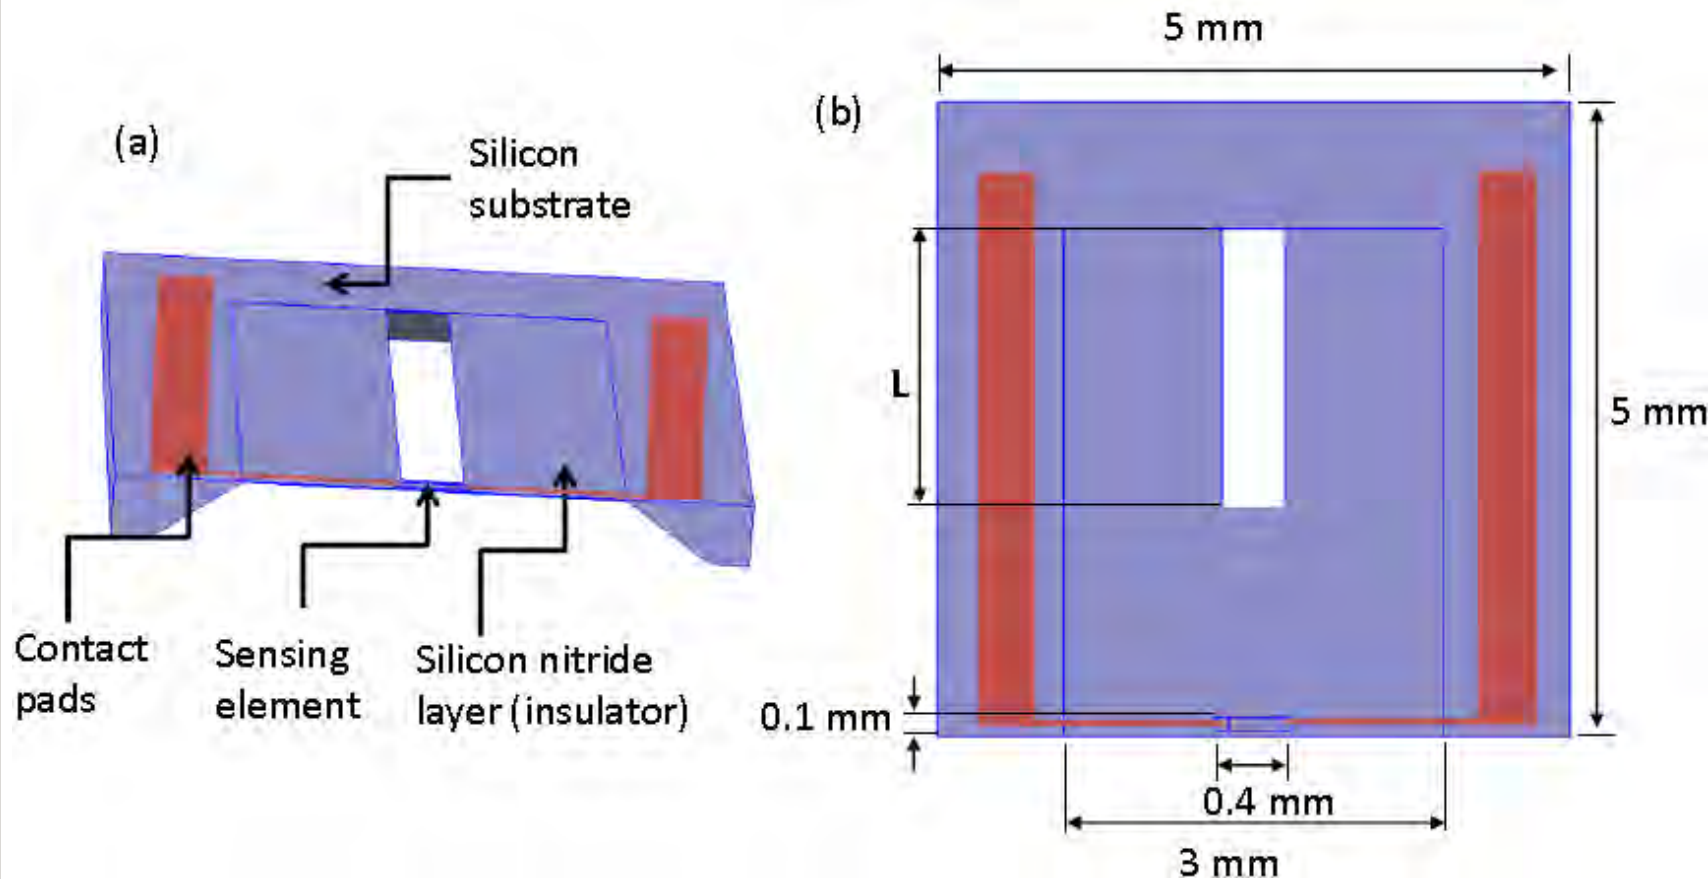 (a)
Silicon
substrate
Contact
pads
Sensing
element
Silicon nitride
layer (insulator)
(b)
5 mm
L
5 mm
0.1 mm
0.4 mm
3 mm